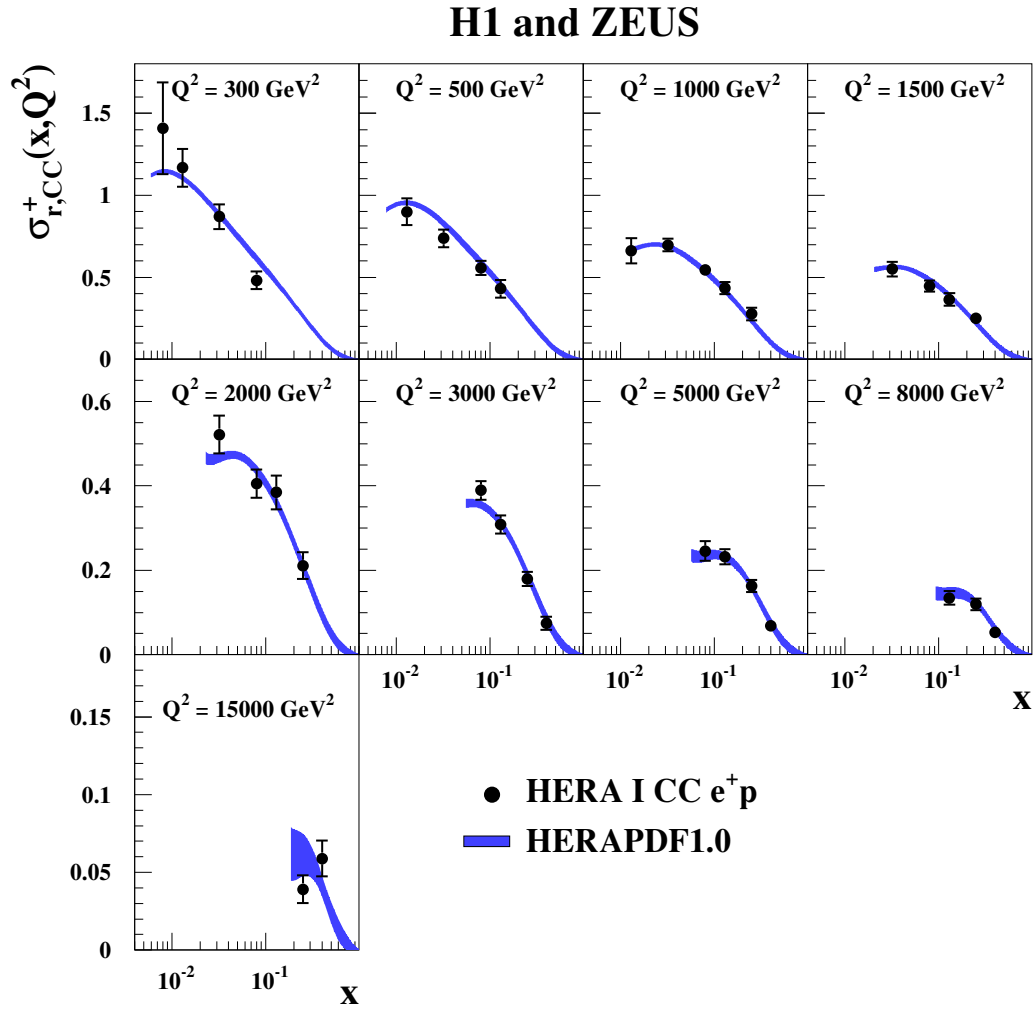 H1 and ZEUS
σ⁺r,CC(x,Q²)
Q² = 300 GeV²
Q² = 500 GeV²
Q² = 1000 GeV²
Q² = 1500 GeV²
1.5
1
0.5
0
Q² = 2000 GeV²
Q² = 3000 GeV²
Q² = 5000 GeV²
Q² = 8000 GeV²
0.6
0.4
0.2
0
10⁻² 10⁻¹ 10⁻² 10⁻¹ 10⁻² 10⁻¹
x
Q² = 15000 GeV²
0.15
0.1
0.05
0
10⁻² 10⁻¹
x
HERA I CC e⁺p
HERAPDF1.0